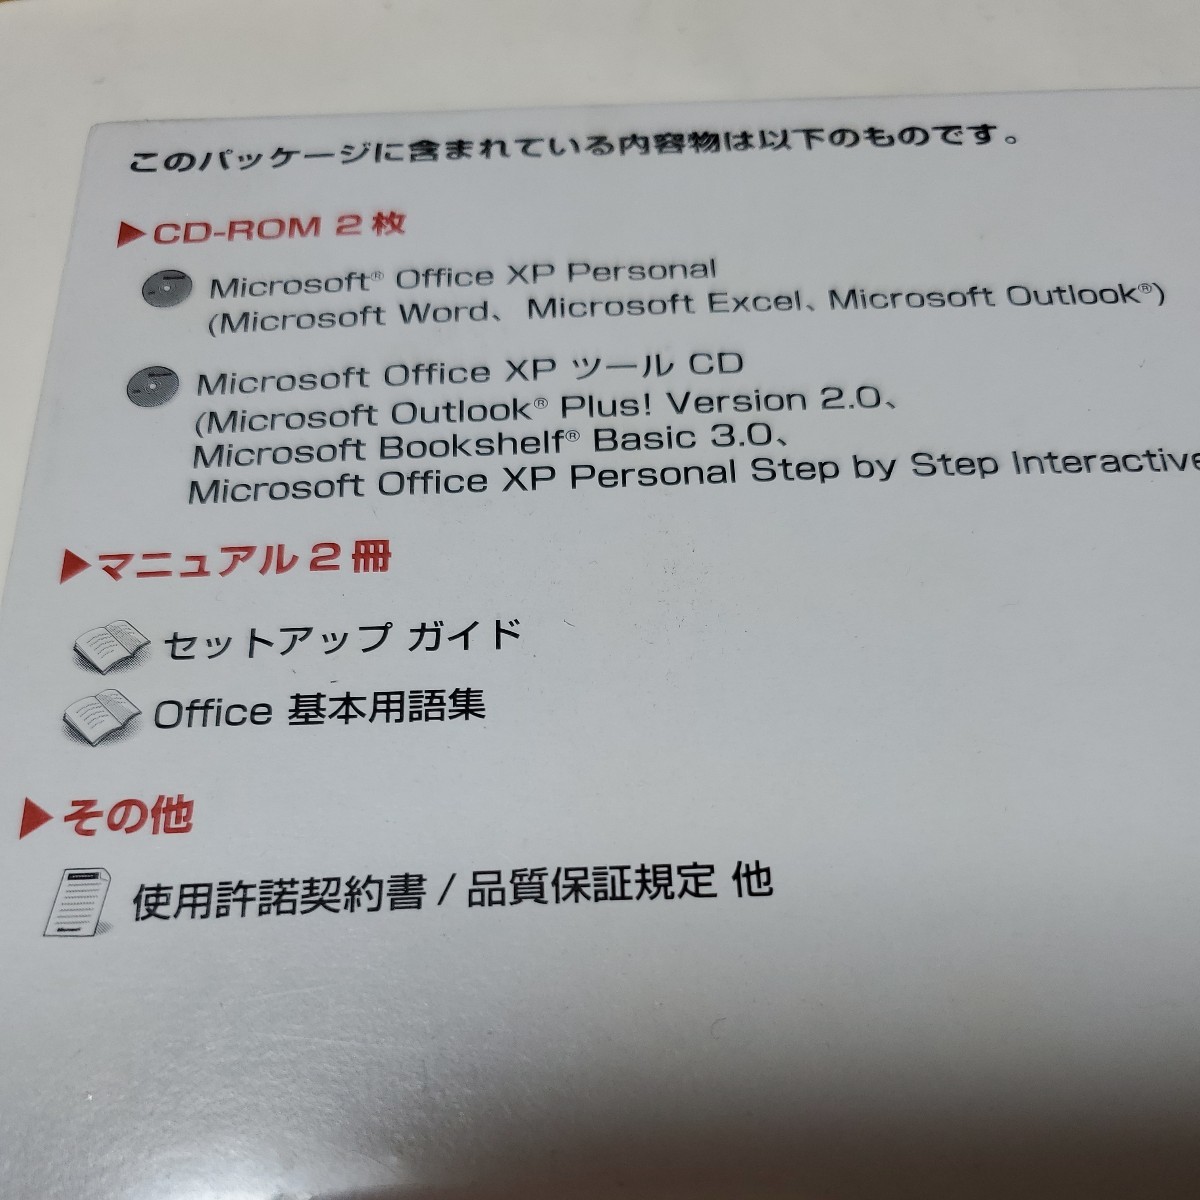 このパッケージに含まれている内容物は以下のものです。
▶CD-ROM 2 枚
Microsoft® Office XP Personal
(Microsoft Word、Microsoft Excel、Microsoft Outlook®)
Microsoft Office XP ツール CD
(Microsoft Outlook® Plus! Version 2.0、
Microsoft Bookshelf® Basic 3.0、
Microsoft Office XP Personal Step by Step Interactive
▶マニュアル 2 冊
セットアップ ガイド
Office 基本用語集
▶その他
使用許諾契約書 / 品質保証規定 他